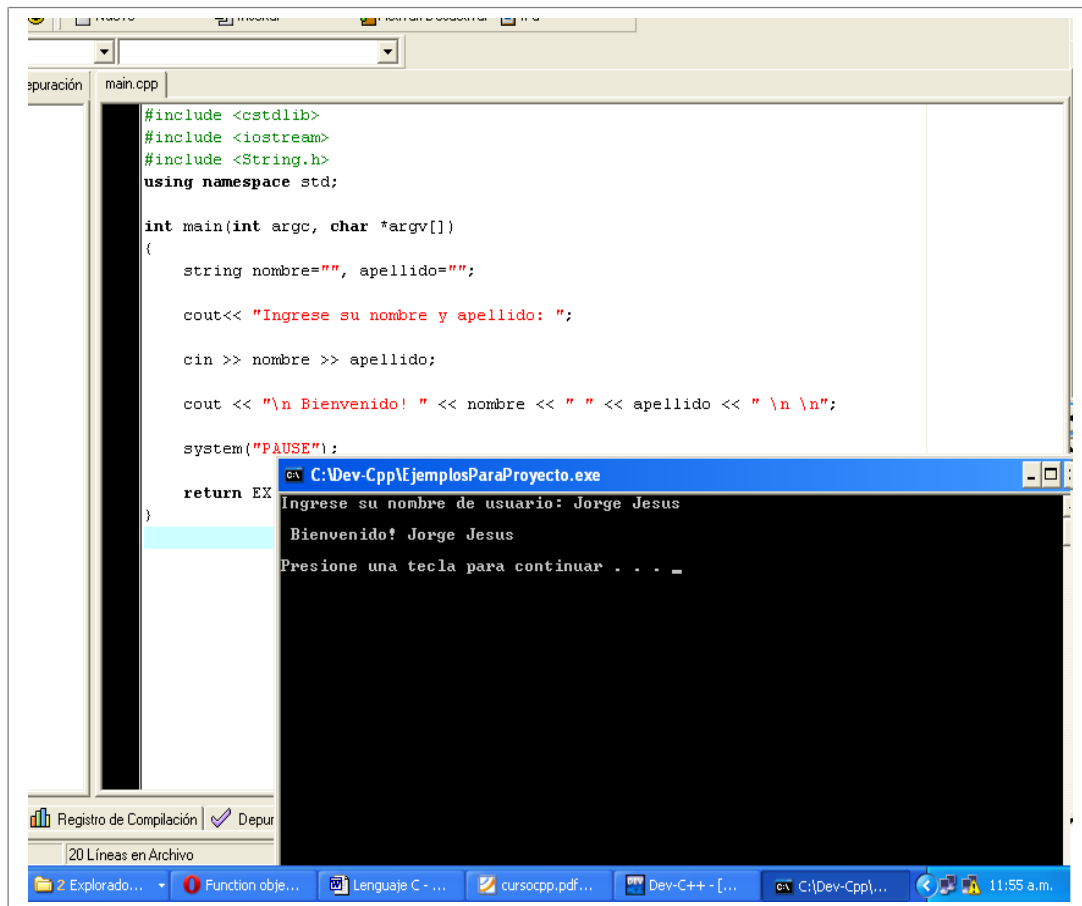 epuración main.cpp
#include <cstdlib>
#include <iostream>
#include <String.h>
using namespace std;
int main(int argc, char *argv[])
{
string nombre="", apellido="";
cout<< "Ingrese su nombre y apellido: ";
cin >> nombre >> apellido;
cout << "\n Bienvenido! " << nombre << " " << apellido << " \n \n";
system("PAUSE");
return EX
}
C:\Dev-Cpp\EjemplosParaProyecto.exe
Ingrese su nombre de usuario: Jorge Jesus
Bienvenido! Jorge Jesus
Presione una tecla para continuar . . . _
Registro de Compilación Depur
20 Líneas en Archivo
2 Explorado... Function obje... Lenguaje C - ... cursocpp.pdf... Dev-C++ - [... C:\Dev-Cpp\... 11:55 a.m.